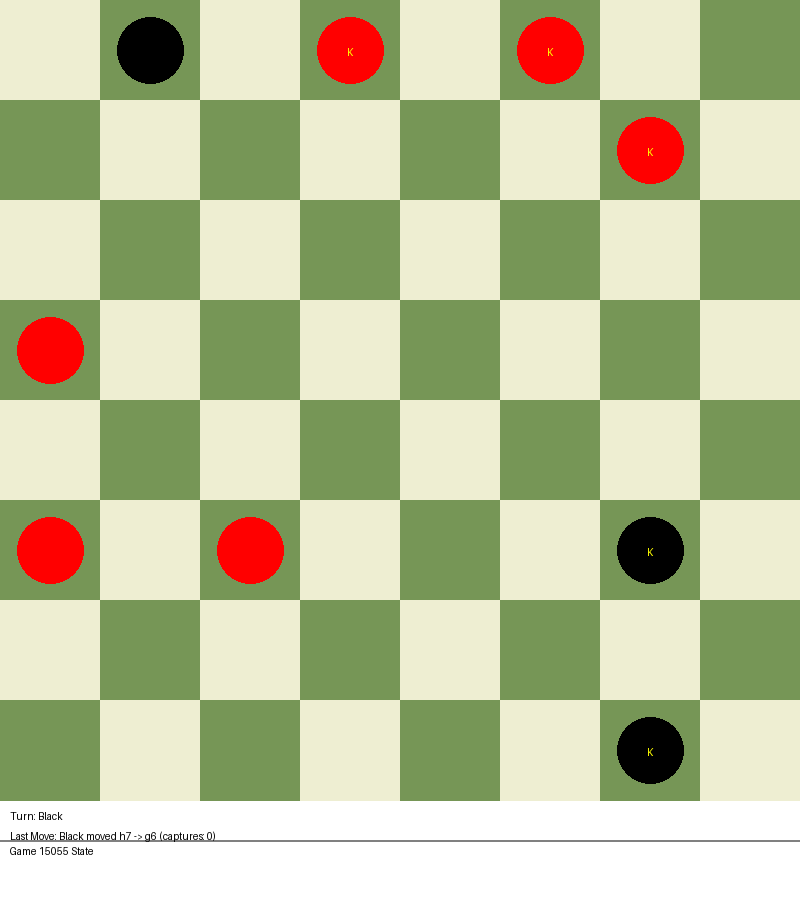 K K
K
K
K
Turn: Black
Last Move: Black moved h7 -> g6 (captures: 0)
Game 15055 State